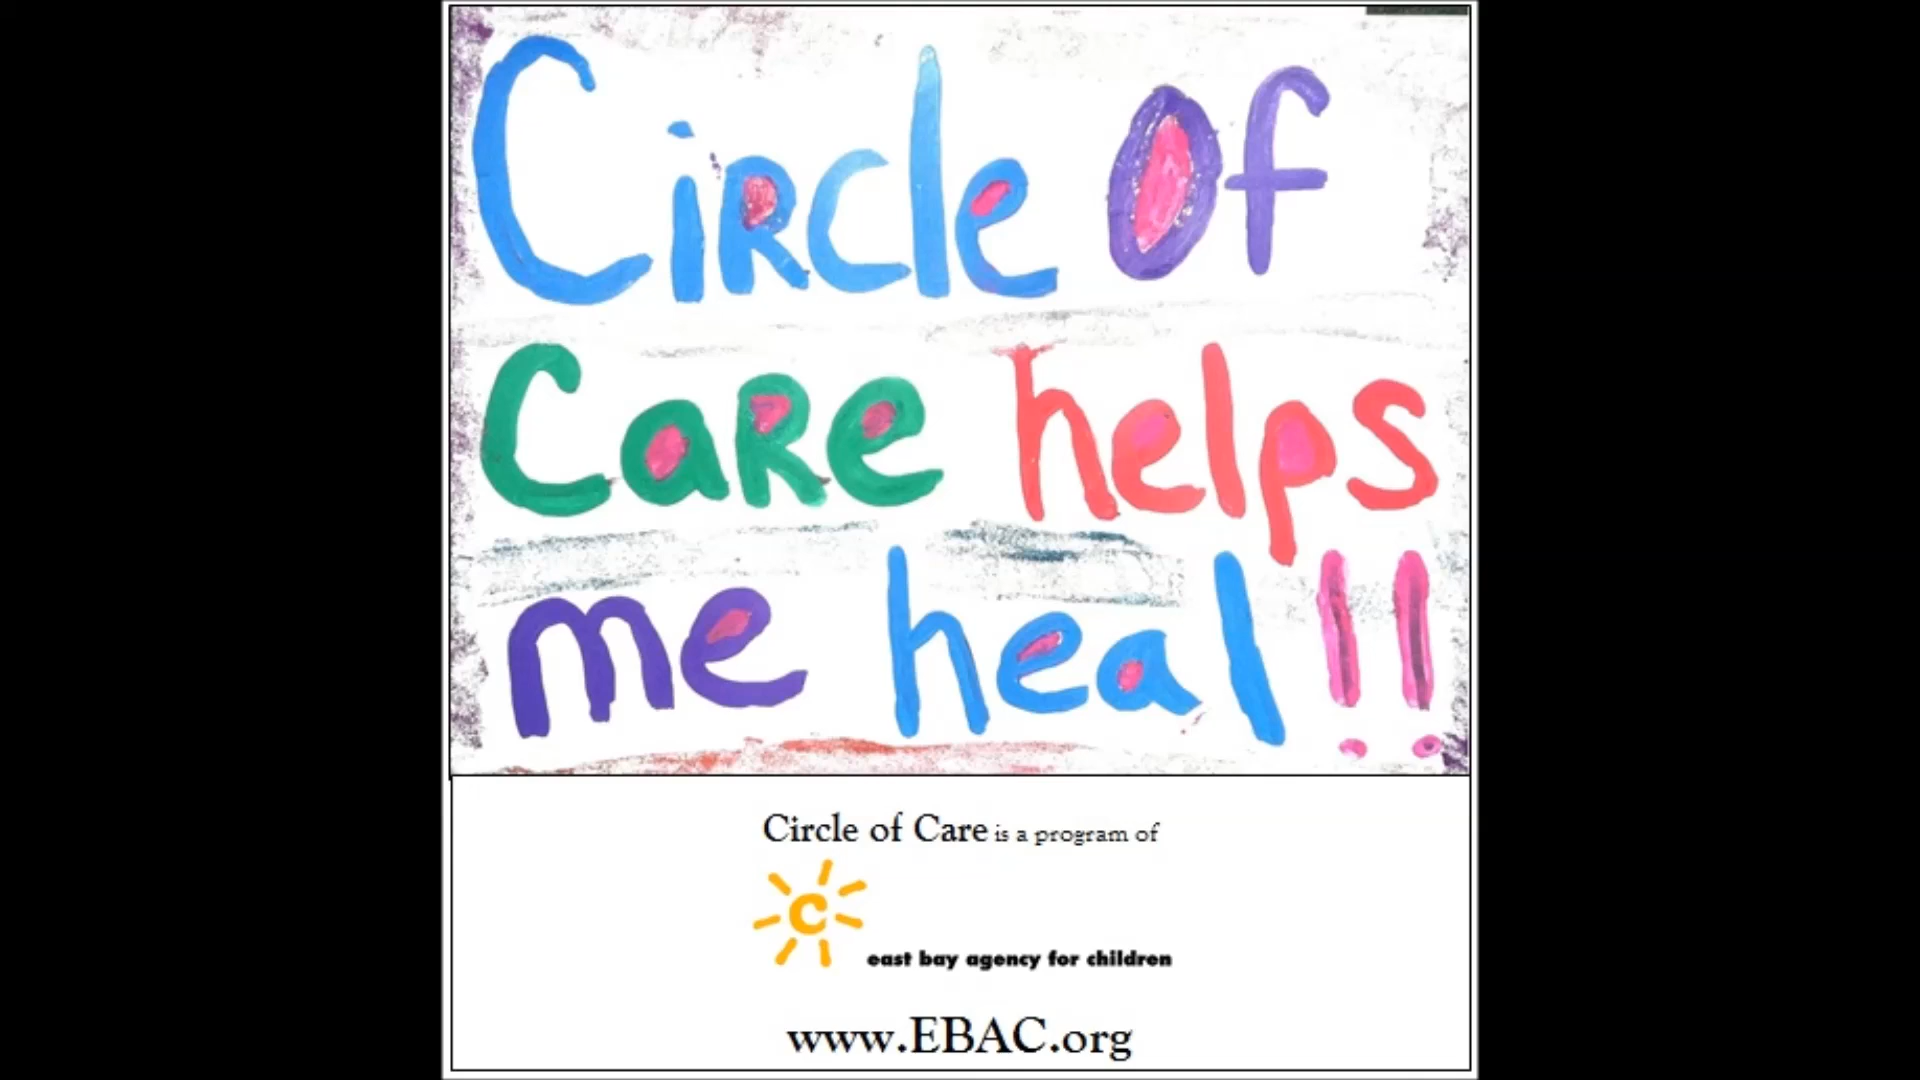 Circle Of
Care helps
me heal!!
Circle of Care is a program of
c
east bay agency for children
www.EBAC.org